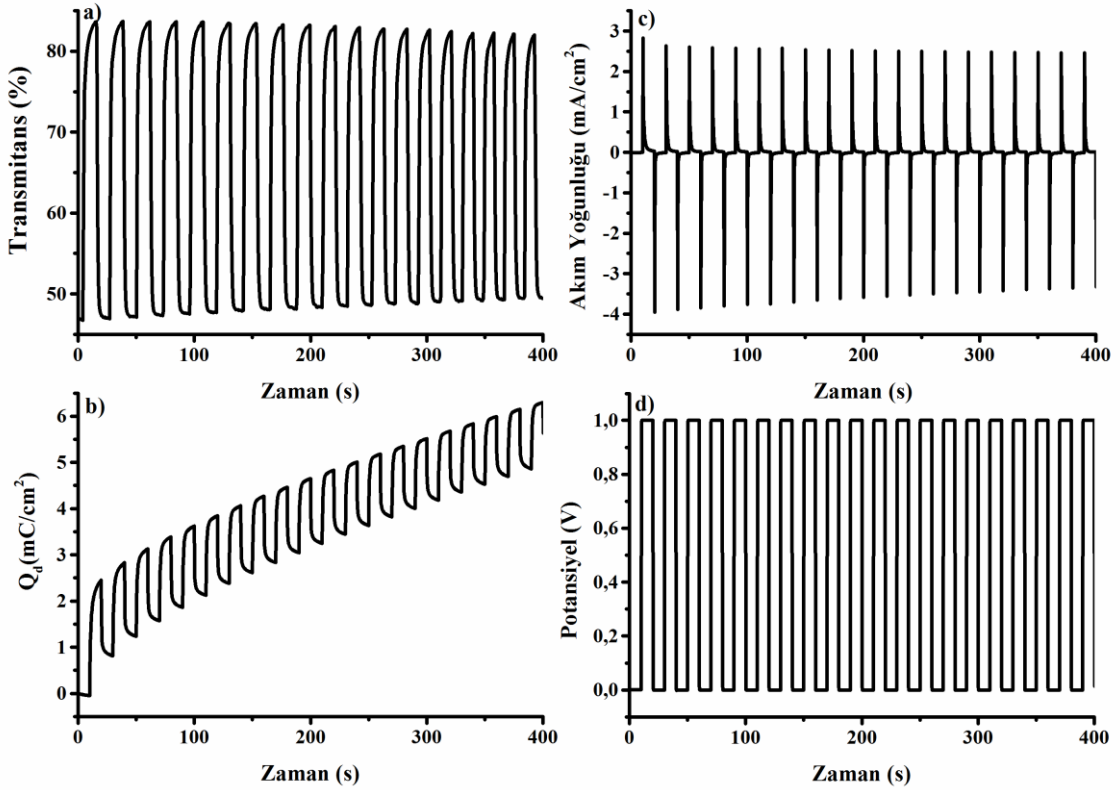 a)
Transmitans (%)
80
70
60
50
0 100 200 300 400
Zaman (s)
c)
Akım Yoğunluğu (mA/cm²)
3
2
1
0
-1
-2
-3
-4
0 100 200 300 400
Zaman (s)
b)
Q_d(mC/cm²)
6
5
4
3
2
1
0
0 100 200 300 400
Zaman (s)
d)
Potansiyel (V)
1,0
0,8
0,6
0,4
0,2
0,0
0 100 200 300 400
Zaman (s)